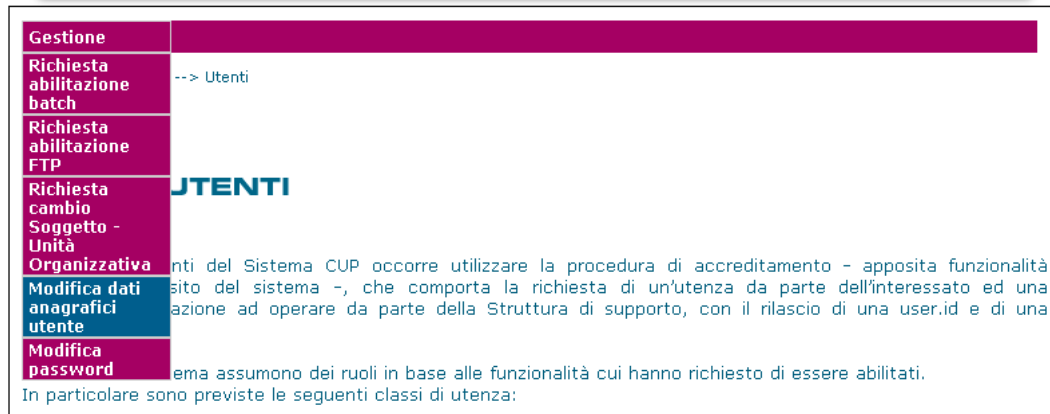 Gestione
Richiesta
abilitazione
batch
Richiesta
abilitazione
FTP
Richiesta
cambio
Soggetto -
Unità
Organizzativa
Modifica dati
anagrafici
utente
Modifica
password
--> Utenti
UTENTI
nti del Sistema CUP occorre utilizzare la procedura di accreditamento – apposita funzionalità
sito del sistema –, che comporta la richiesta di un'utenza da parte dell'interessato ed una
azione ad operare da parte della Struttura di supporto, con il rilascio di una user.id e di una
ema assumono dei ruoli in base alle funzionalità cui hanno richiesto di essere abilitati.
In particolare sono previste le seguenti classi di utenza: